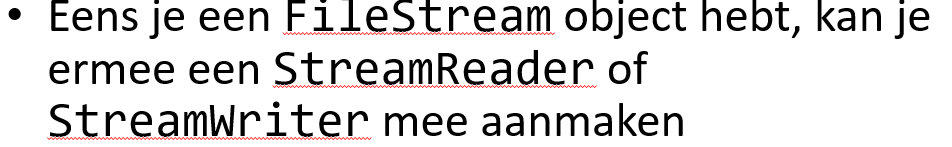 • Eens je een FileStream object hebt, kan je
ermee een StreamReader of
StreamWriter mee aanmaken